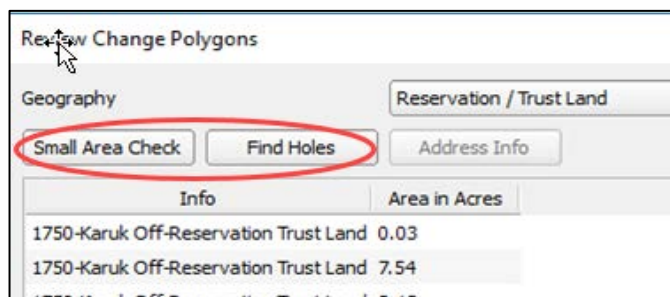 Review Change Polygons
Geography Reservation / Trust Land
Small Area Check Find Holes Address Info
Info Area in Acres
1750-Karuk Off-Reservation Trust Land 0.03
1750-Karuk Off-Reservation Trust Land 7.54